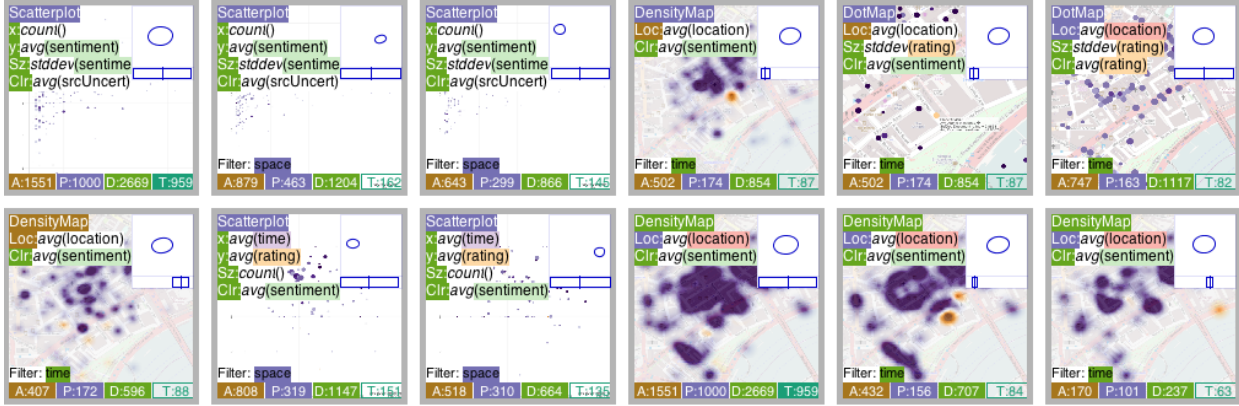 Scatterplot
x:count()
y:avg(sentiment)
Sz:stddev(sentime
Clr:avg(srcUncert)
Filter: space
A:1551 P:1000 D:2669 T:959
Scatterplot
x:count()
y:avg(sentiment)
Sz:stddev(sentime
Clr:avg(srcUncert)
Filter: space
A:879 P:463 D:1204 T:162
Scatterplot
x:count()
y:avg(sentiment)
Sz:stddev(sentime
Clr:avg(srcUncert)
Filter: space
A:643 P:299 D:866 T:145
DensityMap
Loc:avg(location)
Clr:avg(sentiment)
Filter: time
A:502 P:174 D:854 T:87
DotMap
Loc:avg(location)
Sz:stddev(rating)
Clr:avg(sentiment)
Filter: time
A:502 P:174 D:854 T:87
DotMap
Loc:avg(location)
Sz:stddev(rating)
Clr:avg(rating)
Filter: time
A:747 P:163 D:1117 T:82
DensityMap
Loc:avg(location)
Clr:avg(sentiment)
Filter: time
A:407 P:172 D:596 T:88
Scatterplot
x:avg(time)
y:avg(rating)
Sz:count()
Clr:avg(sentiment)
Filter: space
A:808 P:319 D:1147 T:151
Scatterplot
x:avg(time)
y:avg(rating)
Sz:count()
Clr:avg(sentiment)
Filter: space
A:518 P:310 D:664 T:135
DensityMap
Loc:avg(location)
Clr:avg(sentiment)
A:1551 P:1000 D:2669 T:959
DensityMap
Loc:avg(location)
Clr:avg(sentiment)
Filter: time
A:432 P:156 D:707 T:84
DensityMap
Loc:avg(location)
Clr:avg(sentiment)
Filter: time
A:170 P:101 D:237 T:63